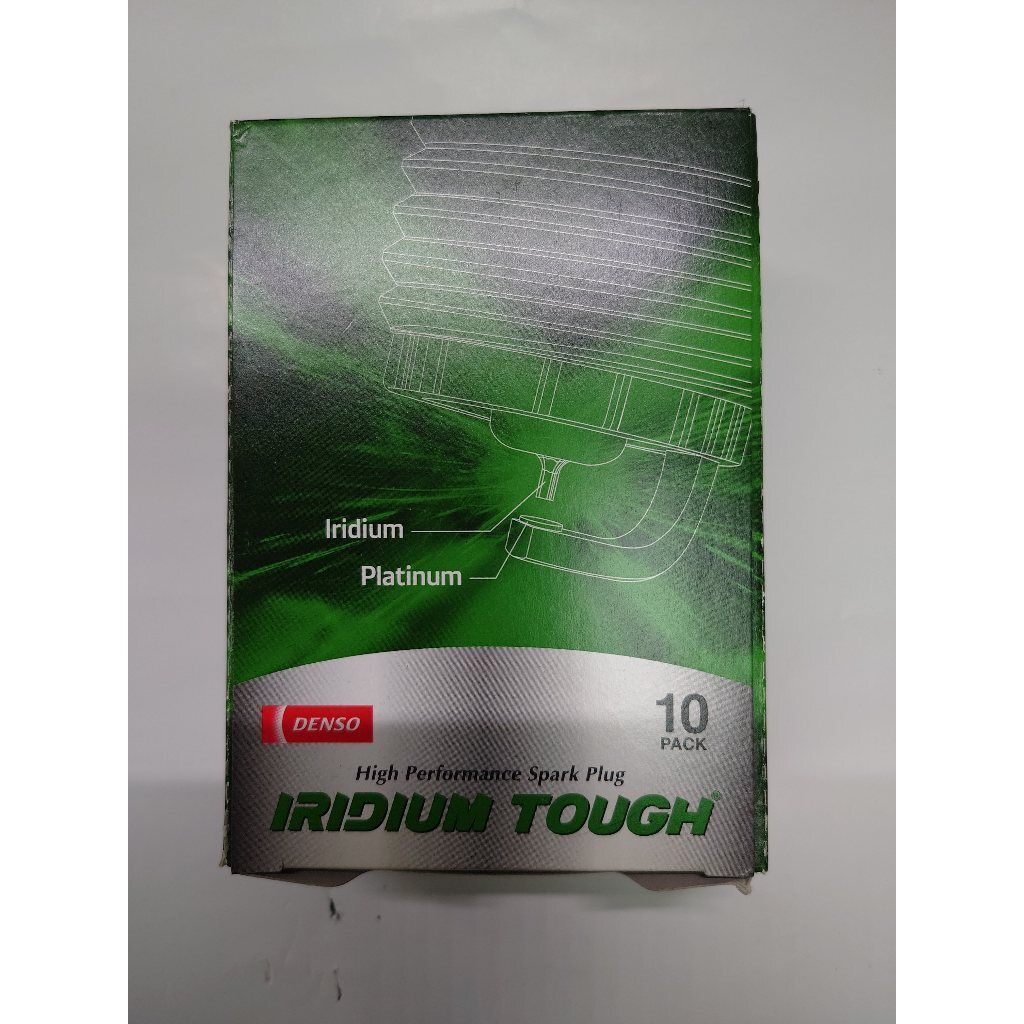 Iridium
Platinum
DENSO
10
PACK
High Performance Spark Plug
IRIDIUM TOUGH®